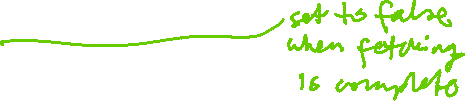 set to false
when fetching
is complete